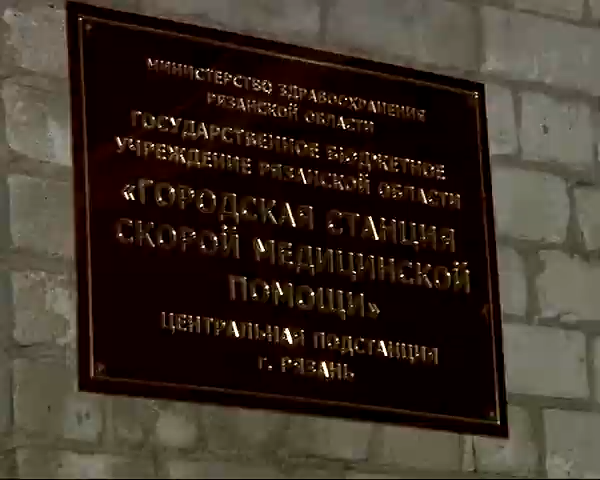 МИНИСТЕРСТВО ЗДРАВООХРАНЕНИЯ
РЯЗАНСКОЙ ОБЛАСТИ
ГОСУДАРСТВЕННОЕ БЮДЖЕТНОЕ
УЧРЕЖДЕНИЕ РЯЗАНСКОЙ ОБЛАСТИ
«ГОРОДСКАЯ СТАНЦИЯ
СКОРОЙ МЕДИЦИНСКОЙ
ПОМОЩИ»
ЦЕНТРАЛЬНАЯ ПОДСТАНЦИЯ
г. РЯЗАНЬ